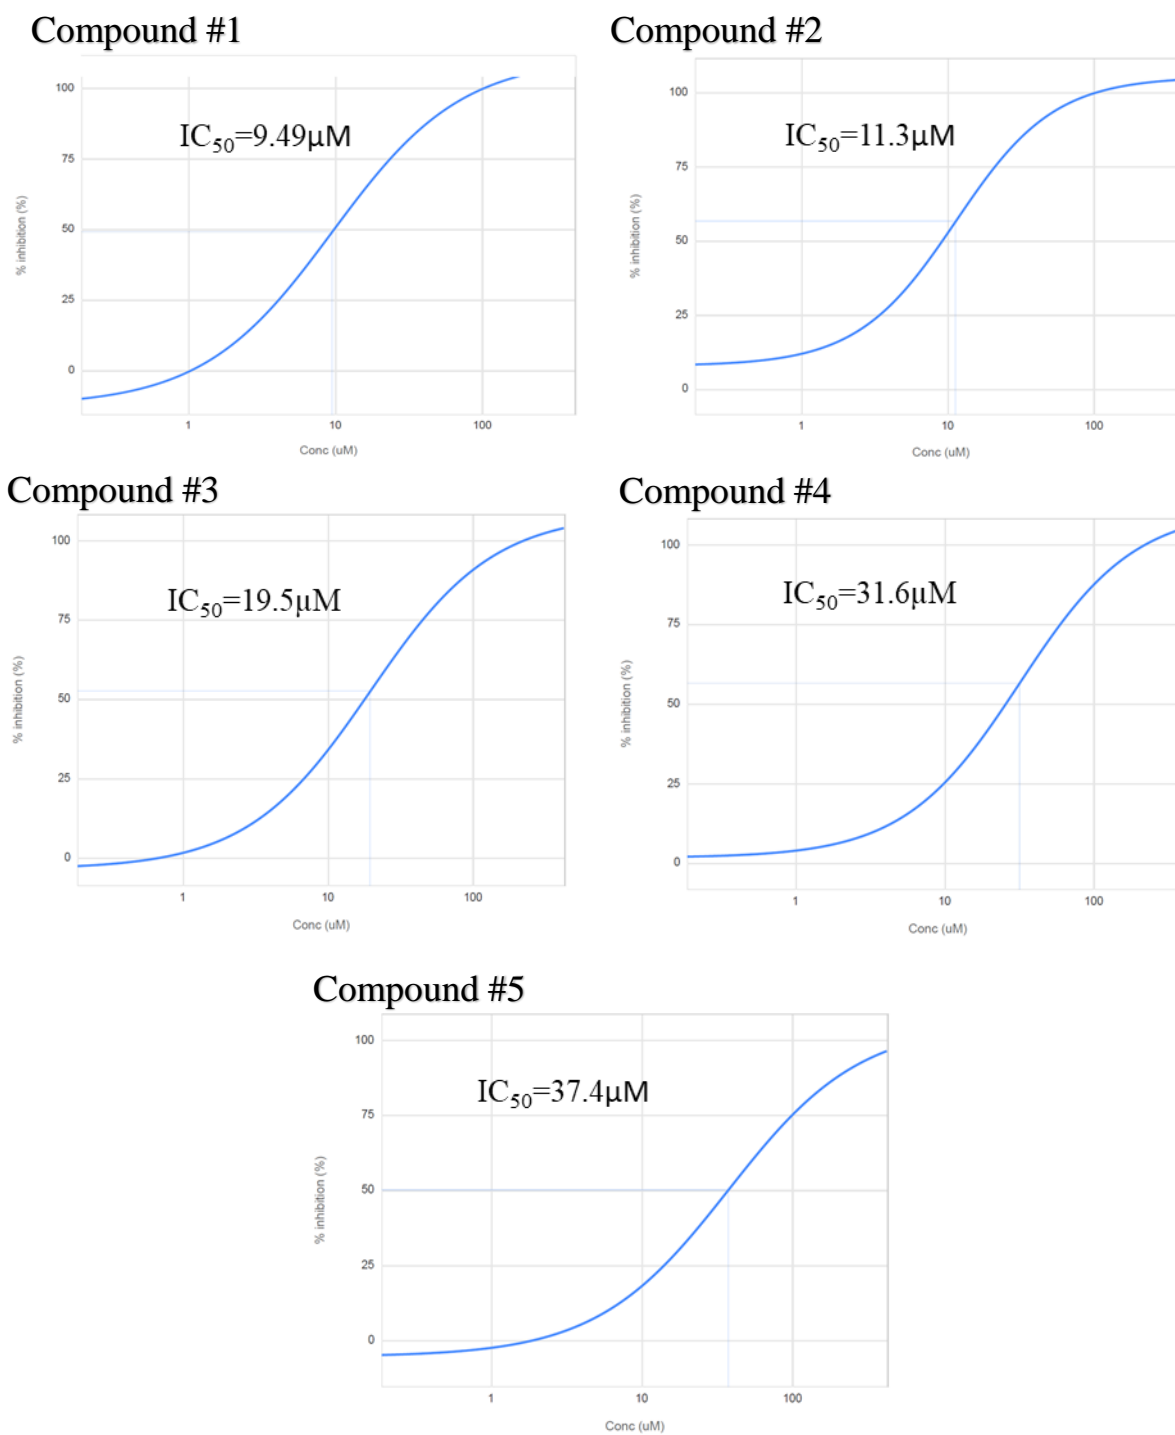 Compound #1
100
75
50
25
0
% inhibition (%)
IC50=9.49μM
1 10 100
Conc (uM)
Compound #2
100
75
50
25
0
% inhibition (%)
IC50=11.3μM
1 10 100
Conc (uM)
Compound #3
100
75
50
25
0
% inhibition (%)
IC50=19.5μM
1 10 100
Conc (uM)
Compound #4
100
75
50
25
0
% inhibition (%)
IC50=31.6μM
1 10 100
Conc (uM)
Compound #5
100
75
50
25
0
% inhibition (%)
IC50=37.4μM
1 10 100
Conc (uM)